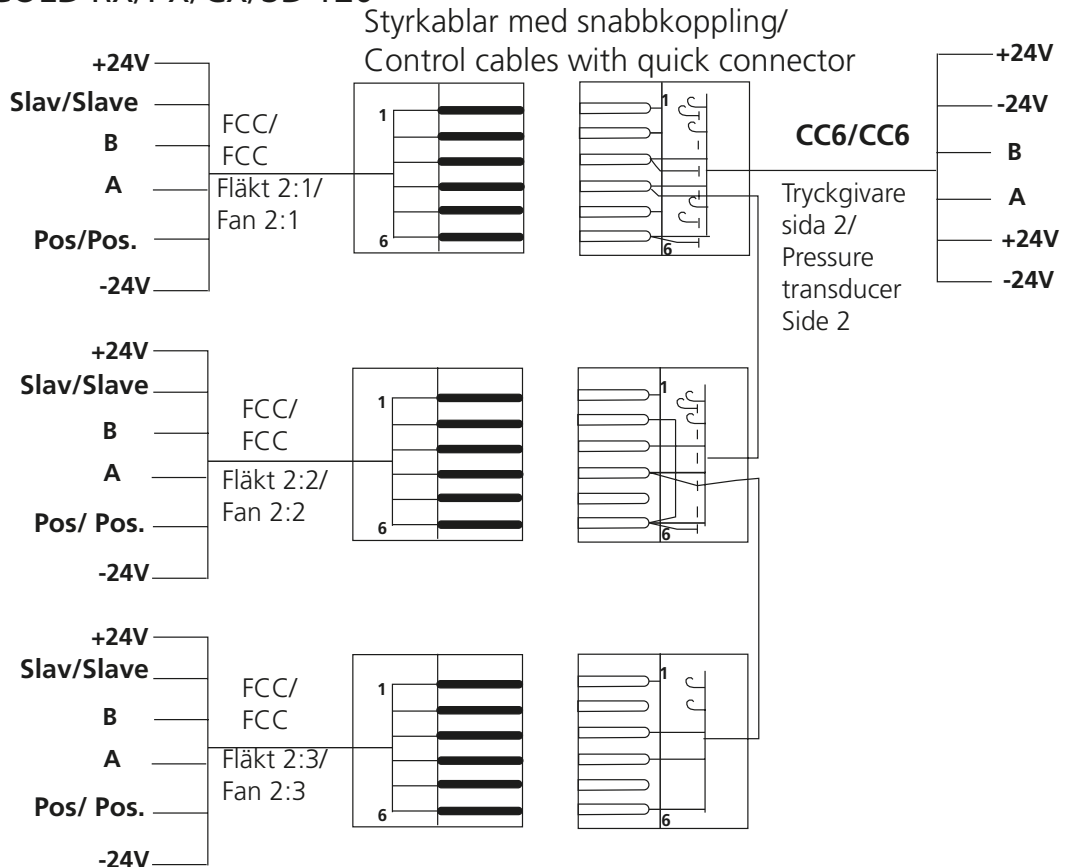 Styrkablar med snabbkoppling/
Control cables with quick connector
+24V
Slav/Slave
B
A
Pos/Pos.
-24V
FCC/
FCC
Fläkt 2:1/
Fan 2:1
1
6
1
6
CC6/CC6
Tryckgivare
sida 2/
Pressure
transducer
Side 2
+24V
-24V
B
A
+24V
-24V
+24V
Slav/Slave
B
A
Pos/ Pos.
-24V
FCC/
FCC
Fläkt 2:2/
Fan 2:2
1
6
1
6
+24V
Slav/Slave
B
A
Pos/ Pos.
-24V
FCC/
FCC
Fläkt 2:3/
Fan 2:3
1
6
1
6